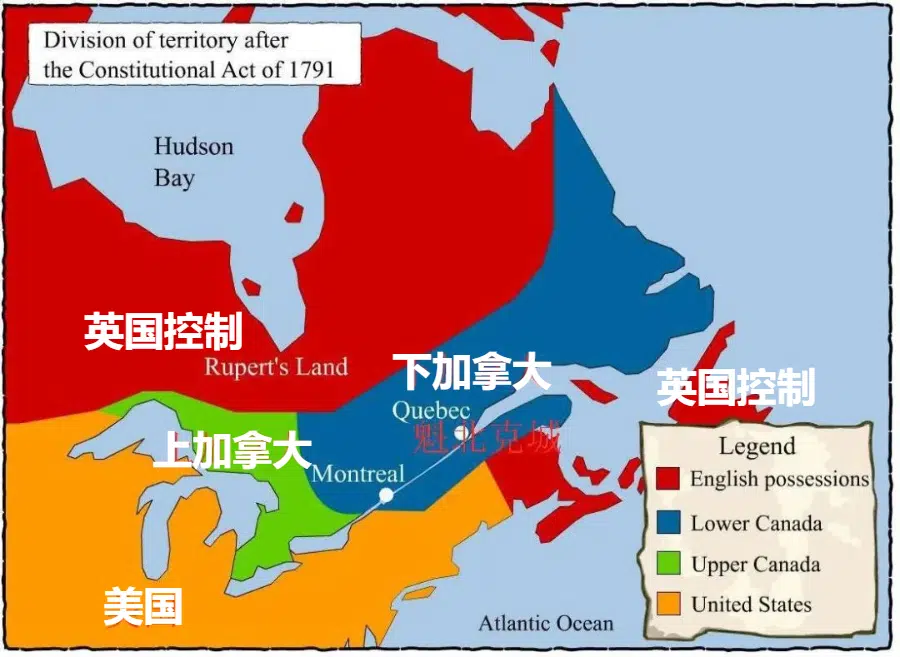 Division of territory after
the Constitutional Act of 1791
Hudson
Bay
英国控制
Rupert's Land
下加拿大
英国控制
Quebec
魁北克城
上加拿大
Montreal
美国
Atlantic Ocean
Legend
English possessions
Lower Canada
Upper Canada
United States